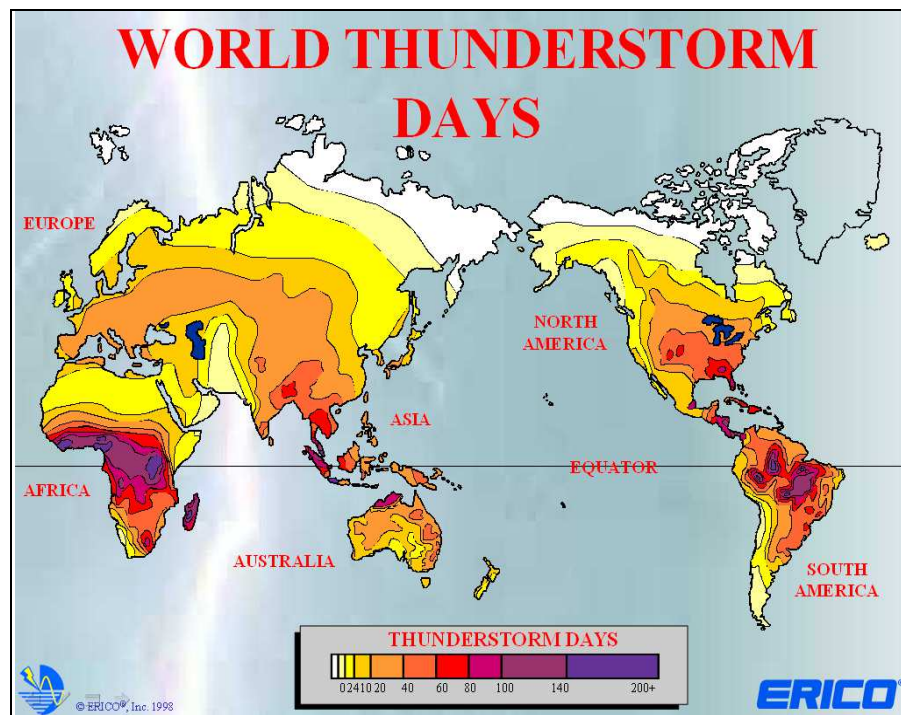 WORLD THUNDERSTORM
DAYS
EUROPE
NORTH
AMERICA
ASIA
EQUATOR
AFRICA
AUSTRALIA
SOUTH
AMERICA
THUNDERSTORM DAYS
0 2 4 10 20 40 60 80 100 140 200+
© ERICO®, Inc. 1998
ERICO®